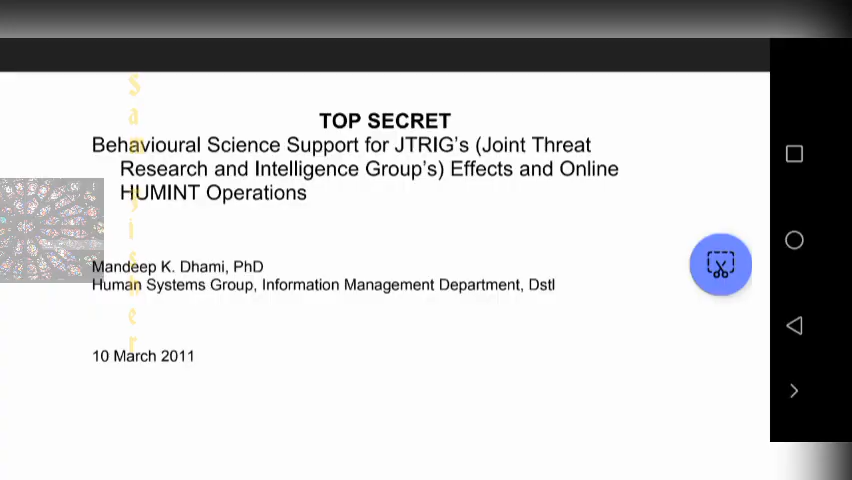 TOP SECRET
Behavioural Science Support for JTRIG's (Joint Threat
Research and Intelligence Group's) Effects and Online
HUMINT Operations
Mandeep K. Dhami, PhD
Human Systems Group, Information Management Department, Dstl
10 March 2011